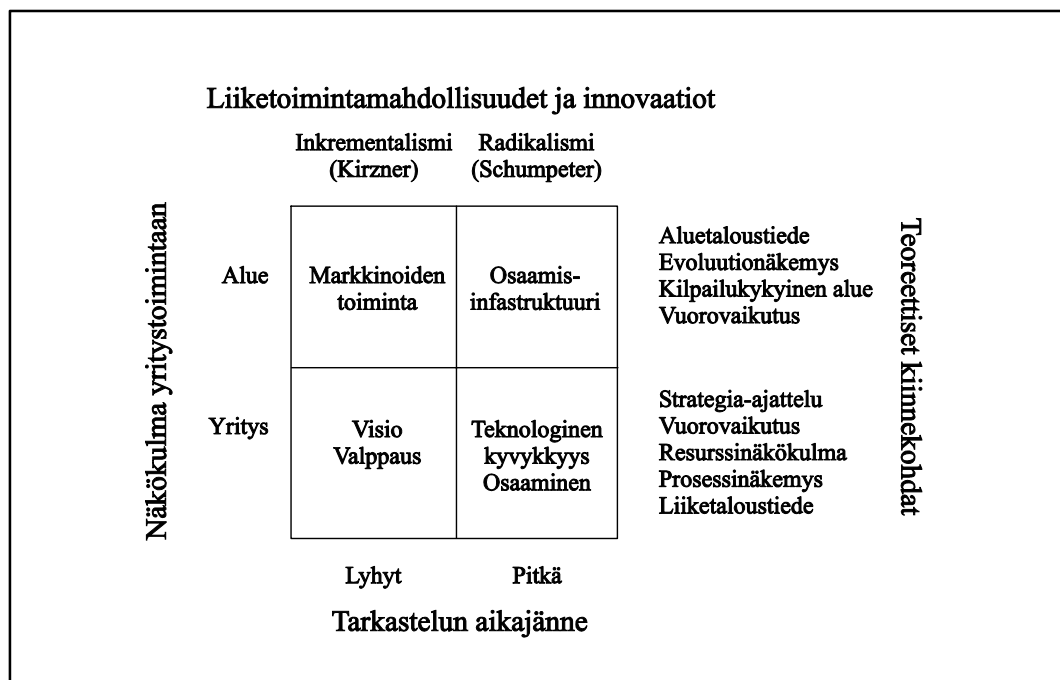 Liiketoimintamahdollisuudet ja innovaatiot
Inkrementalismi
(Kirzner)
Radikalismi
(Schumpeter)
Näkökulma yritystoimintaan
Alue
Markkinoiden
toiminta
Osaamis-
infastruktuuri
Aluetaloustiede
Evoluutionäkemys
Kilpailukykyinen alue
Vuorovaikutus
Teoreettiset kiinnekohdat
Yritys
Visio
Valppaus
Teknologinen
kyvykkyys
Osaaminen
Strategia-ajattelu
Vuorovaikutus
Resurssinäkökulma
Prosessinäkemys
Liiketaloustiede
Lyhyt
Pitkä
Tarkastelun aikajänne